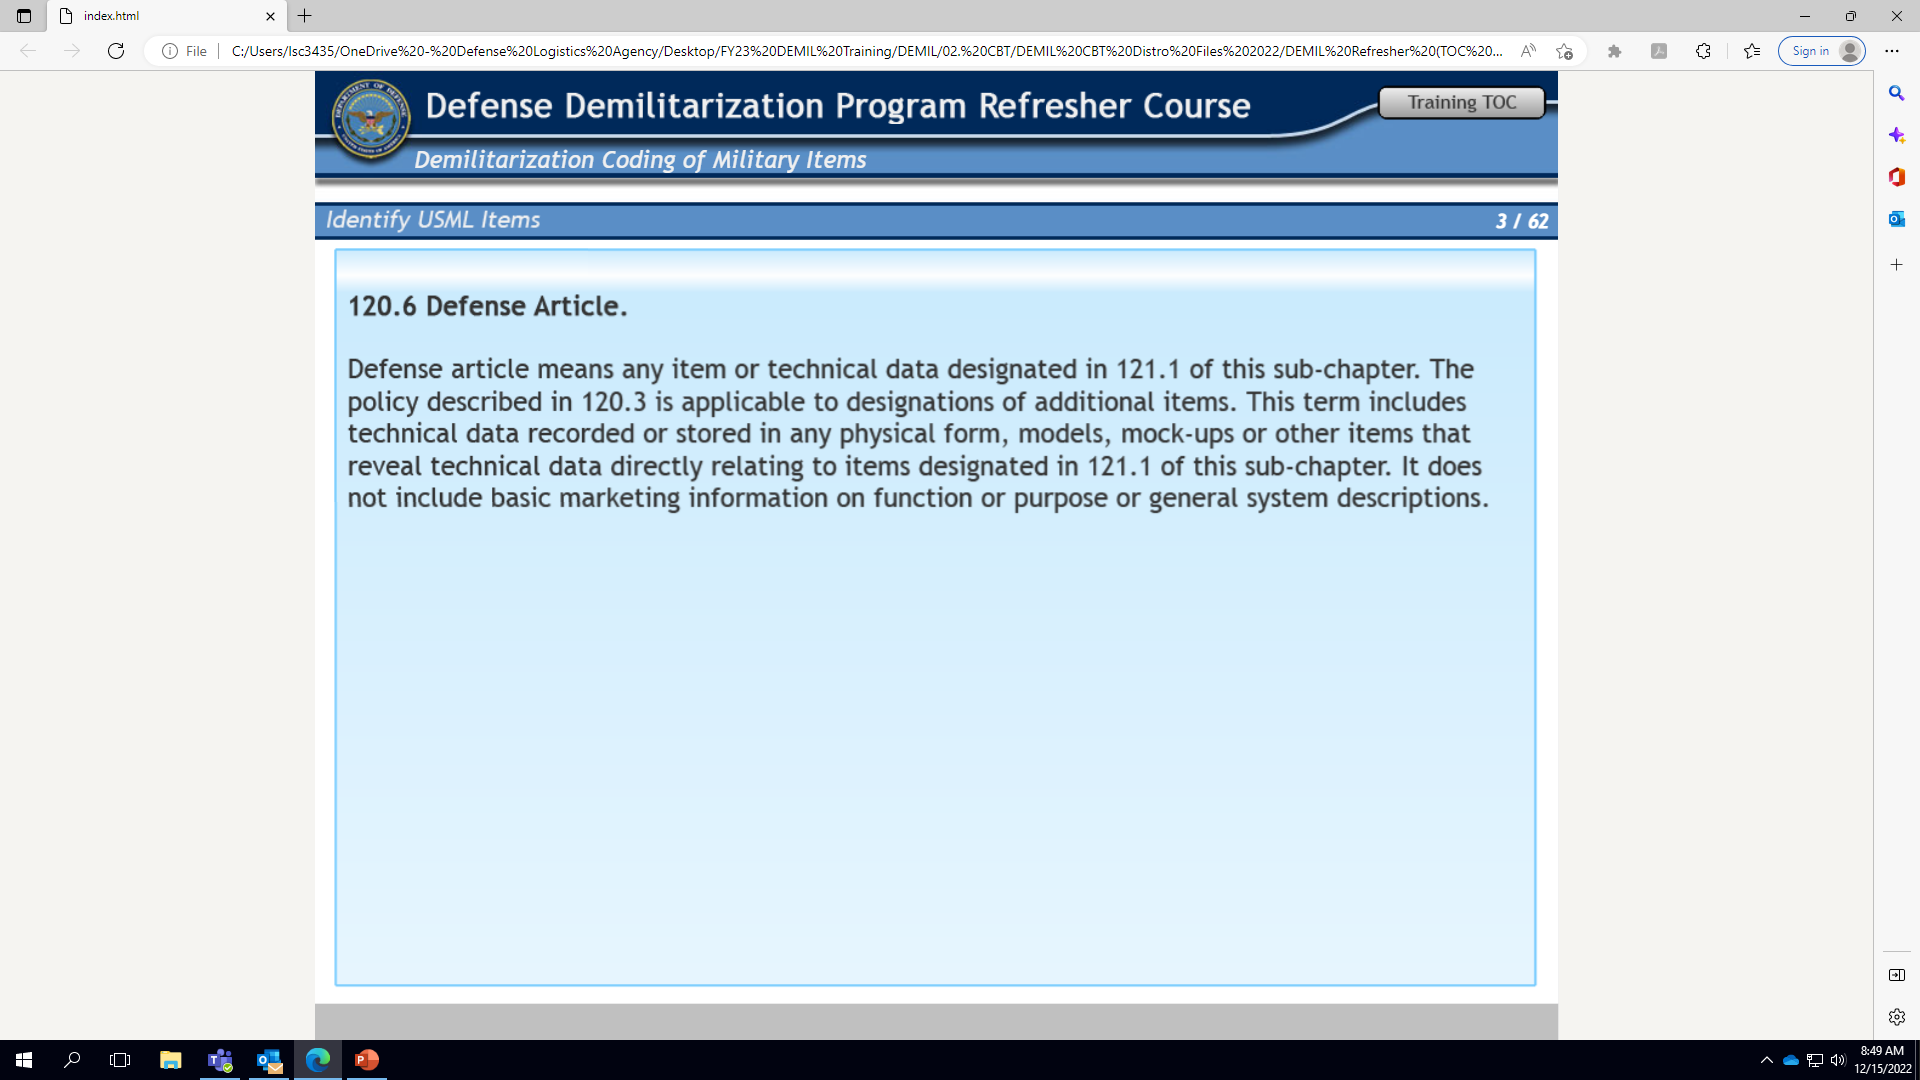 index.html
File
C:/Users/lsc3435/OneDrive%20-%20Defense%20Logistics%20Agency/Desktop/FY23%20DEMIL%20Training/DEMIL/02.%20CBT/DEMIL%20CBT%20Distro%20Files%202022/DEMIL%20Refresher%20(TOC%20...
Sign in
Defense Demilitarization Program Refresher Course
Training TOC
Demilitarization Coding of Military Items
Identify USML Items
3 / 62
120.6 Defense Article.
Defense article means any item or technical data designated in 121.1 of this sub-chapter. The
policy described in 120.3 is applicable to designations of additional items. This term includes
technical data recorded or stored in any physical form, models, mock-ups or other items that
reveal technical data directly relating to items designated in 121.1 of this sub-chapter. It does
not include basic marketing information on function or purpose or general system descriptions.
8:49 AM
12/15/2022